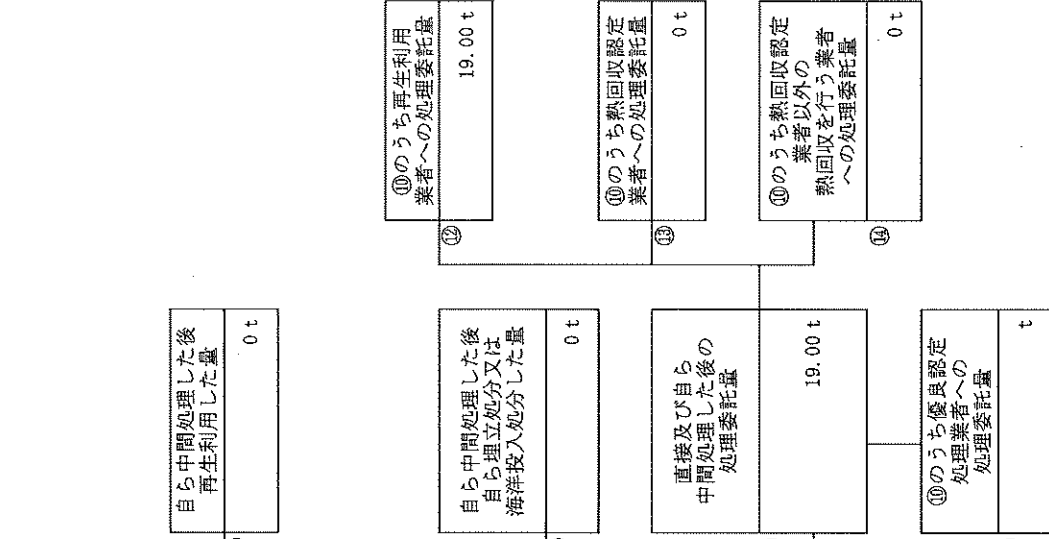 自ら中間処理した後
再生利用した量
0 t
自ら中間処理した後
自ら埋立処分又は
海洋投入処分した量
0 t
直接及び自ら
中間処理した後の
処理委託量
19.00 t
⑩のうち優良認定
処理業者への
処理委託量
t
⑫
⑩のうち再生利用
業者への処理委託量
19.00 t
⑬
⑩のうち熱回収認定
業者への処理委託量
0 t
⑭
⑩のうち熱回収認定
業者以外の
熱回収を行う業者
への処理委託量
0 t